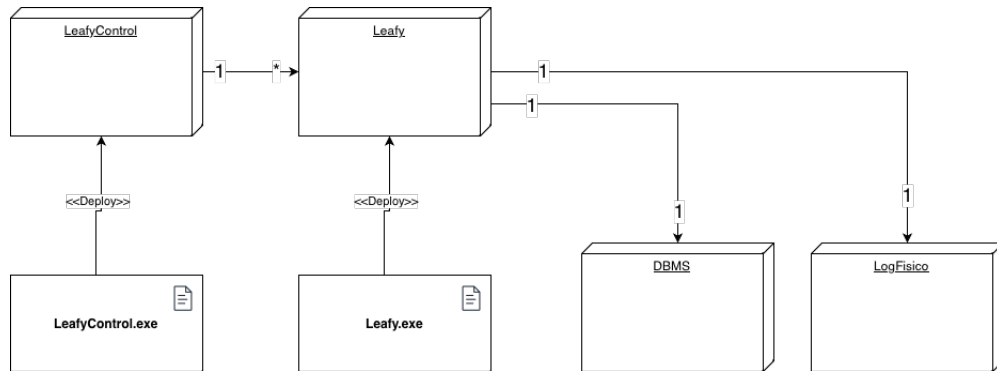 LeafyControl
Leafy
1
*
1
1
<<Deploy>>
<<Deploy>>
1
1
DBMS
LogFisico
LeafyControl.exe
Leafy.exe